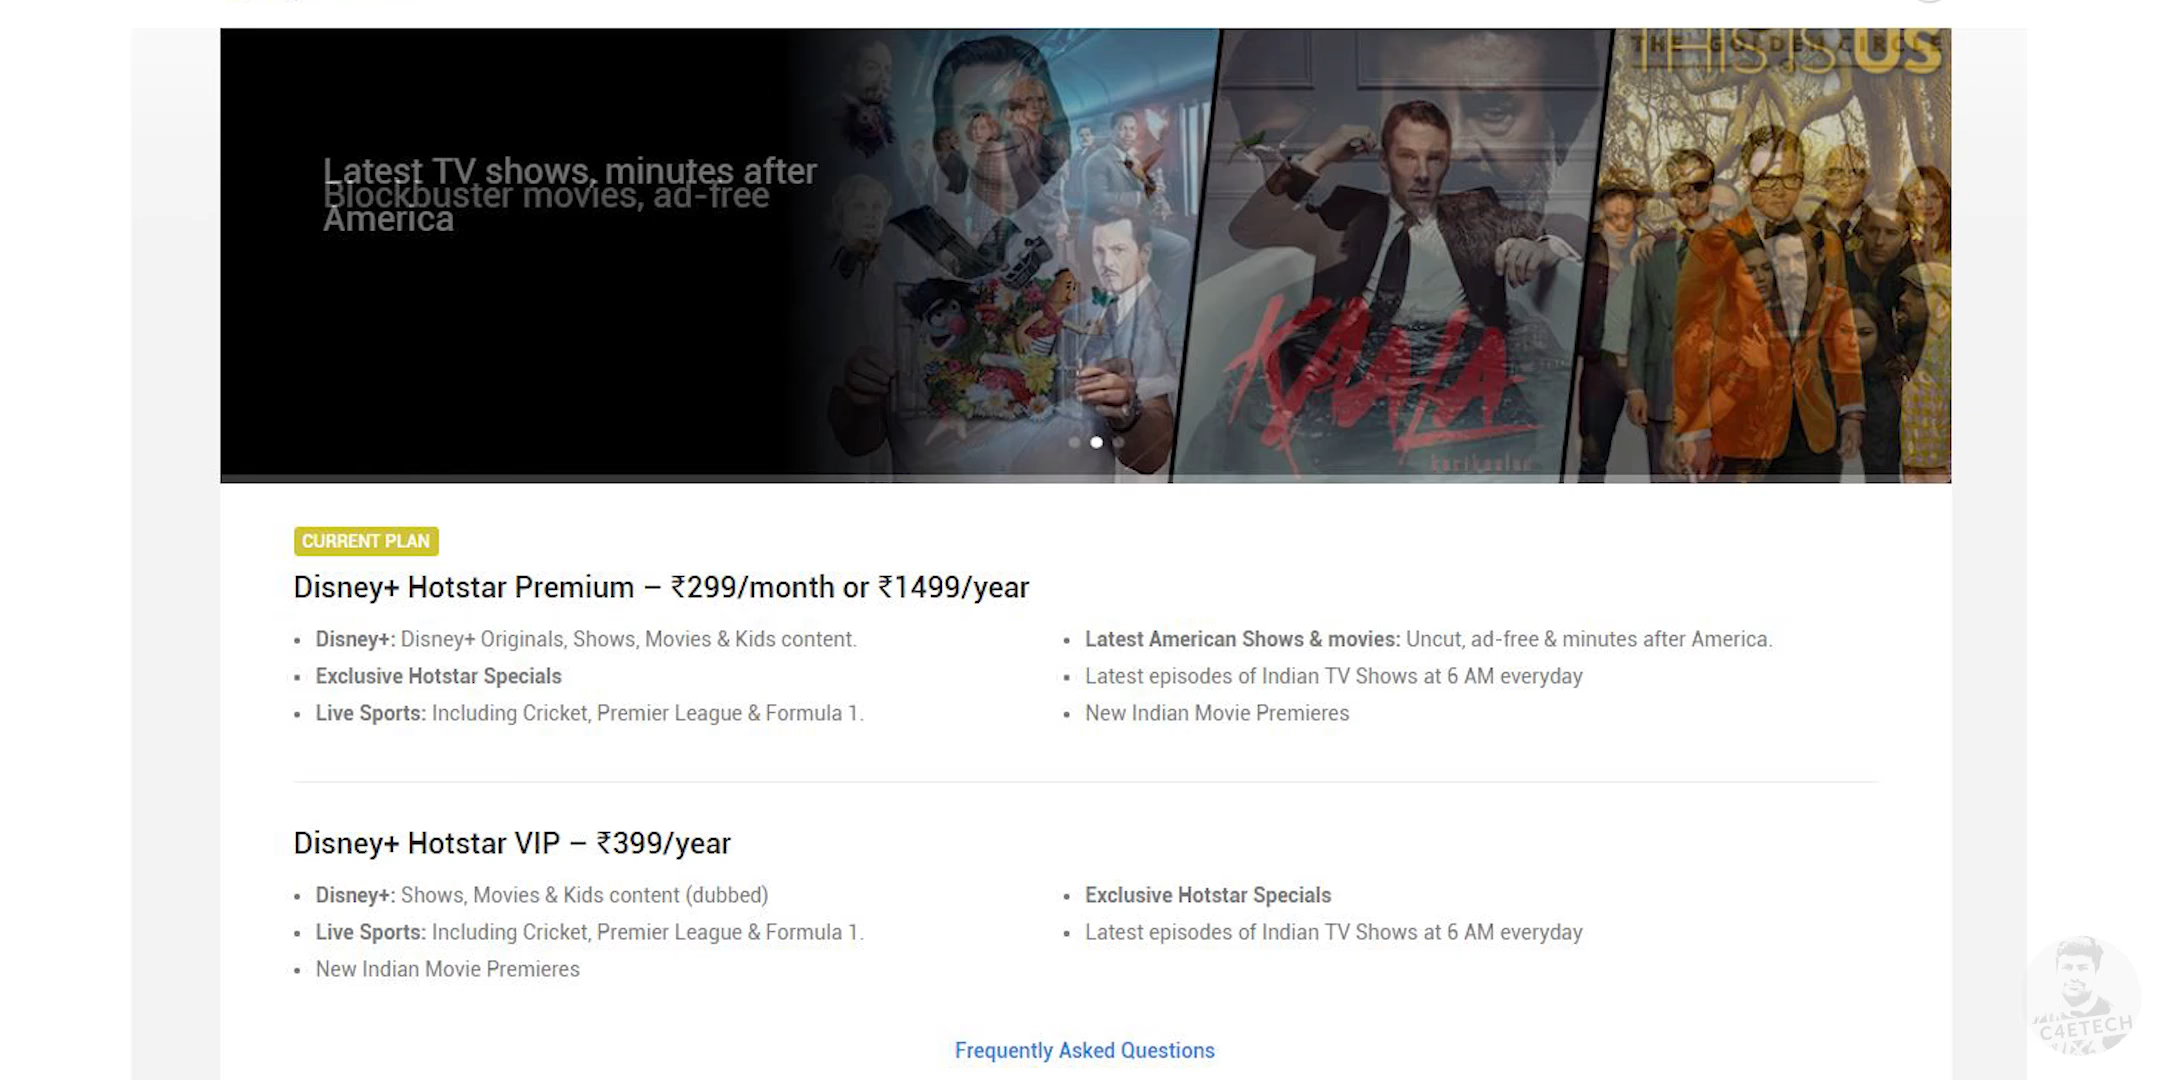 THE GOLDEN CIRCLE
THIS IS US
Latest TV shows, minutes after
America
Blockbuster movies, ad-free
KAALA
karikaalan
CURRENT PLAN
Disney+ Hotstar Premium – ₹299/month or ₹1499/year
• Disney+: Disney+ Originals, Shows, Movies & Kids content.
• Exclusive Hotstar Specials
• Live Sports: Including Cricket, Premier League & Formula 1.
• Latest American Shows & movies: Uncut, ad-free & minutes after America.
• Latest episodes of Indian TV Shows at 6 AM everyday
• New Indian Movie Premieres
Disney+ Hotstar VIP – ₹399/year
• Disney+: Shows, Movies & Kids content (dubbed)
• Live Sports: Including Cricket, Premier League & Formula 1.
• New Indian Movie Premieres
• Exclusive Hotstar Specials
• Latest episodes of Indian TV Shows at 6 AM everyday
Frequently Asked Questions
C4ETECH